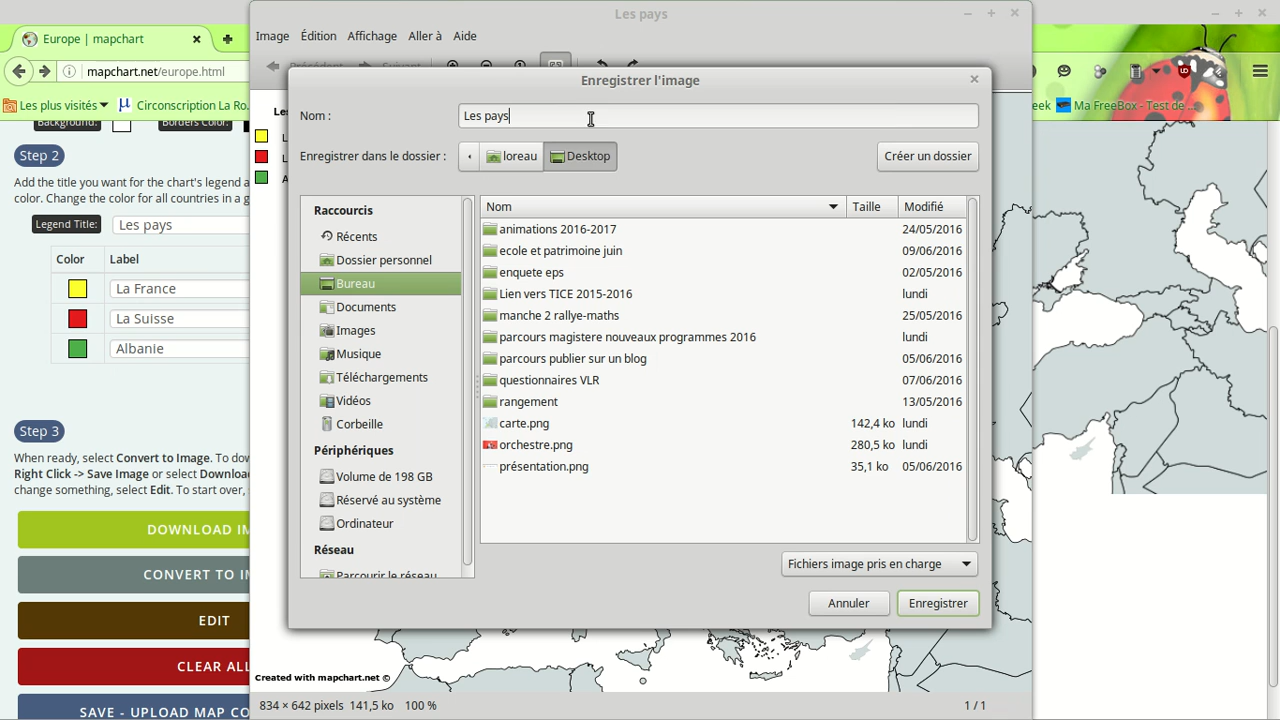 Les pays
Image Édition Affichage Aller à Aide
Précédent Suivant
Europe | mapchart
mapchart.net/europe.html
Les plus visités
Circonscription La Ro...
eek Ma FreeBox - Test de ...
Background: Borders Color:
Step 2
Add the title you want for the chart's legend a
color. Change the color for all countries in a g
Legend Title: Les pays
Color Label
La France
La Suisse
Albanie
Step 3
When ready, select Convert to Image. To dow
Right Click -> Save Image or select Downloa
change something, select Edit. To start over,
DOWNLOAD IM
CONVERT TO IM
EDIT
CLEAR ALL
SAVE - UPLOAD MAP CO
Les
L
L
A
Enregistrer l'image
Nom : Les pays
Enregistrer dans le dossier : loreau Desktop Créer un dossier
Raccourcis
Récents
Dossier personnel
Bureau
Documents
Images
Musique
Téléchargements
Vidéos
Corbeille
Périphériques
Volume de 198 GB
Réservé au système
Ordinateur
Réseau
Parcourir le réseau
Nom Taille Modifié
animations 2016-2017 24/05/2016
ecole et patrimoine juin 09/06/2016
enquete eps 02/05/2016
Lien vers TICE 2015-2016 lundi
manche 2 rallye-maths 25/05/2016
parcours magistere nouveaux programmes 2016 lundi
parcours publier sur un blog 05/06/2016
questionnaires VLR 07/06/2016
rangement 13/05/2016
carte.png 142,4 ko lundi
orchestre.png 280,5 ko lundi
présentation.png 35,1 ko 05/06/2016
Fichiers image pris en charge
Annuler Enregistrer
Created with mapchart.net ©
834 × 642 pixels 141,5 ko 100 % 1 / 1